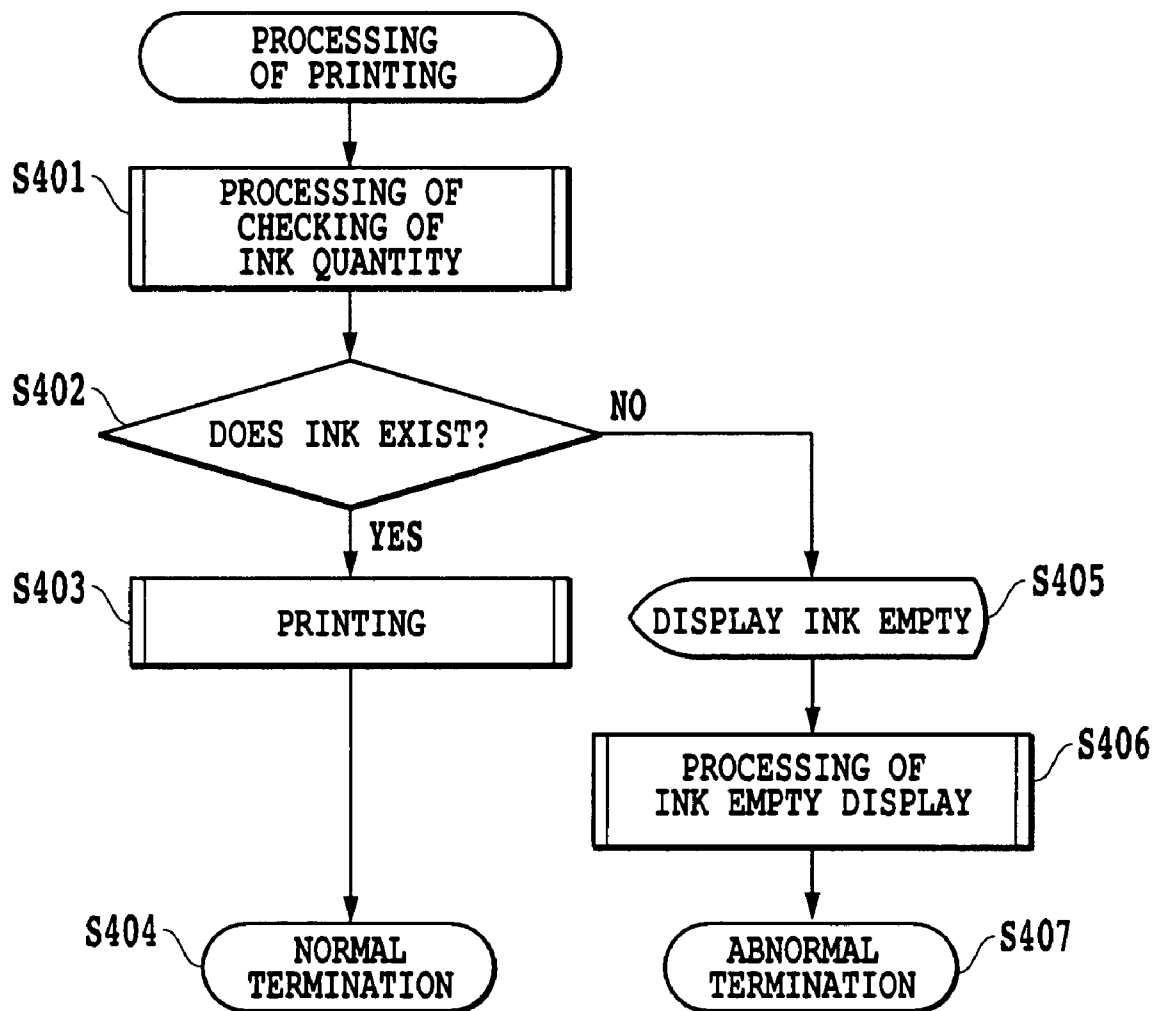 PROCESSING
OF PRINTING
S401
PROCESSING OF
CHECKING OF
INK QUANTITY
S402
DOES INK EXIST?
NO
YES
S403
PRINTING
DISPLAY INK EMPTY
S405
PROCESSING OF
INK EMPTY DISPLAY
S406
S404
NORMAL
TERMINATION
ABNORMAL
TERMINATION
S407